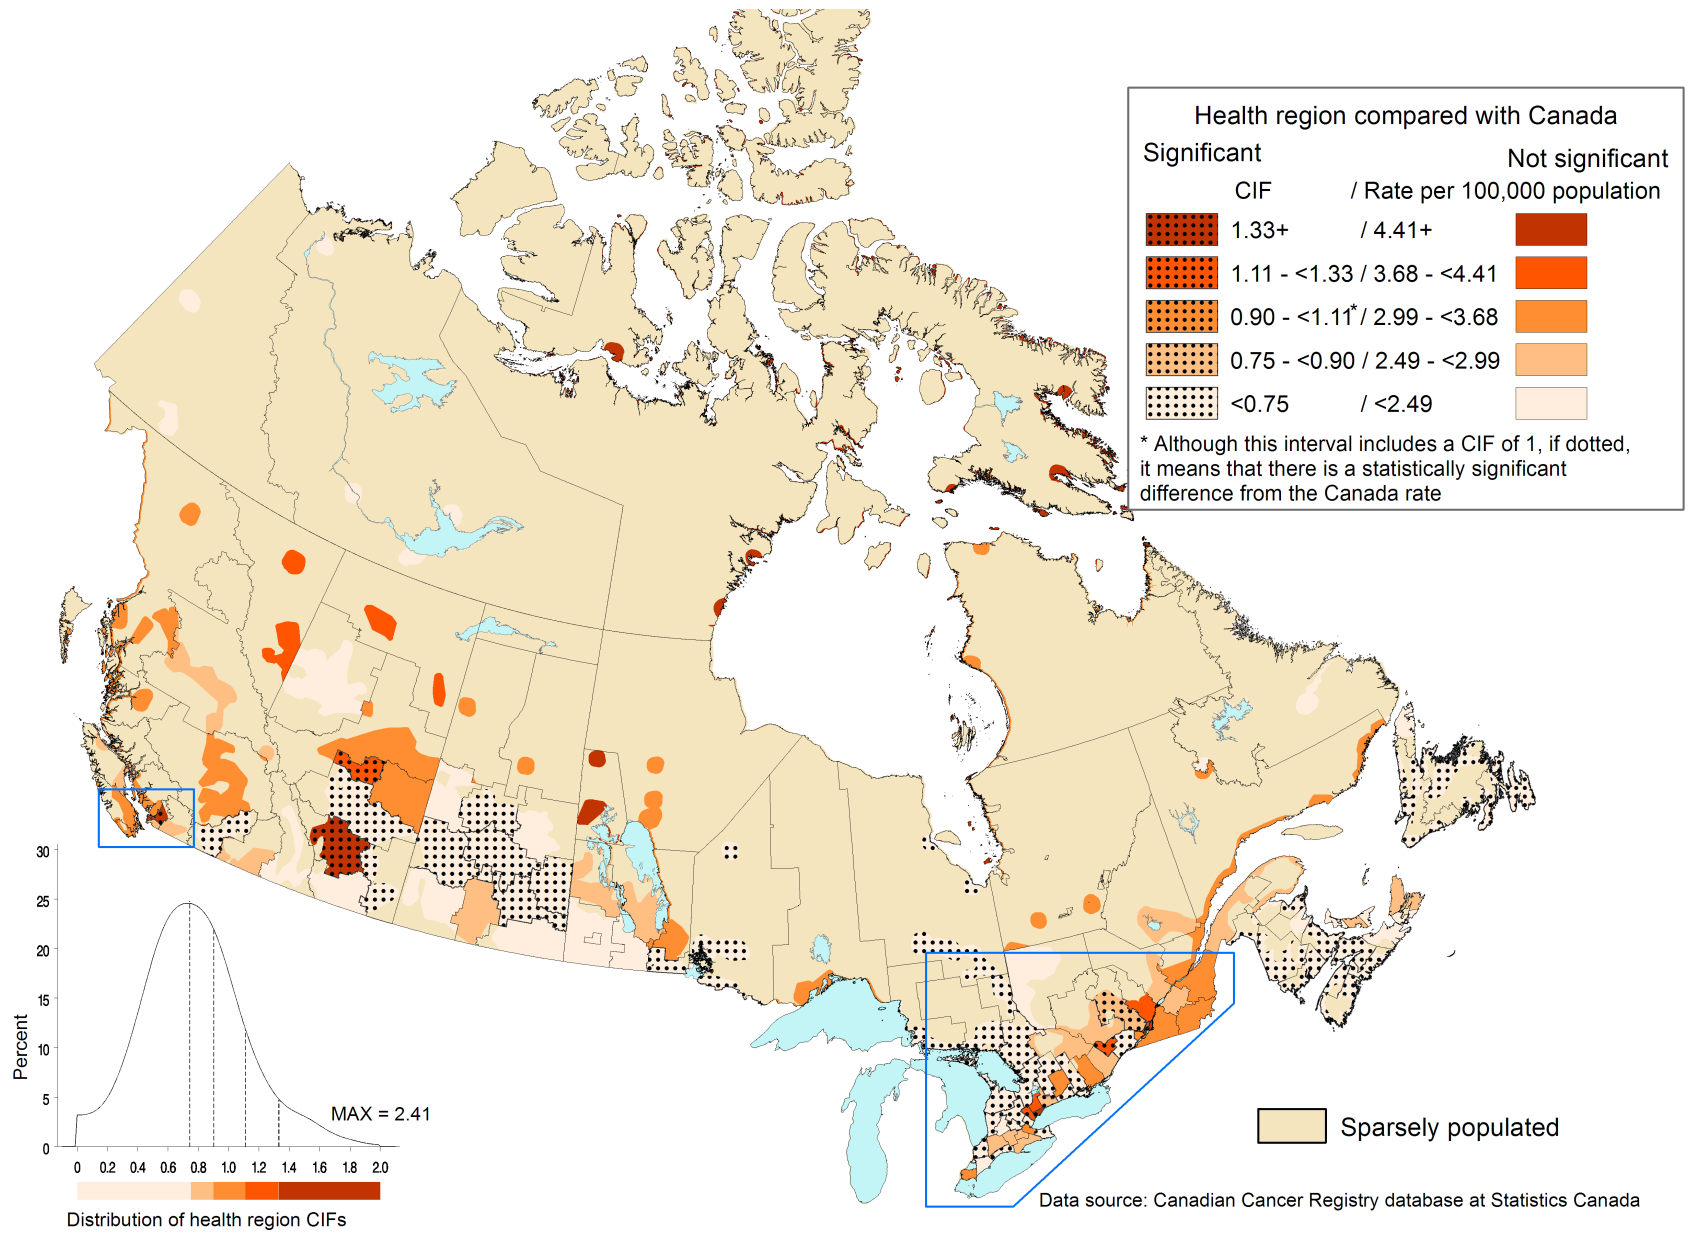 Health region compared with Canada
Significant
Not significant
CIF / Rate per 100,000 population
1.33+ / 4.41+
1.11 - <1.33 / 3.68 - <4.41
0.90 - <1.11* / 2.99 - <3.68
0.75 - <0.90 / 2.49 - <2.99
<0.75 / <2.49
* Although this interval includes a CIF of 1, if dotted,
it means that there is a statistically significant
difference from the Canada rate
30
25
20
15
10
5
0
Percent
MAX = 2.41
0 0.2 0.4 0.6 0.8 1.0 1.2 1.4 1.6 1.8 2.0
Distribution of health region CIFs
Sparsely populated
Data source: Canadian Cancer Registry database at Statistics Canada